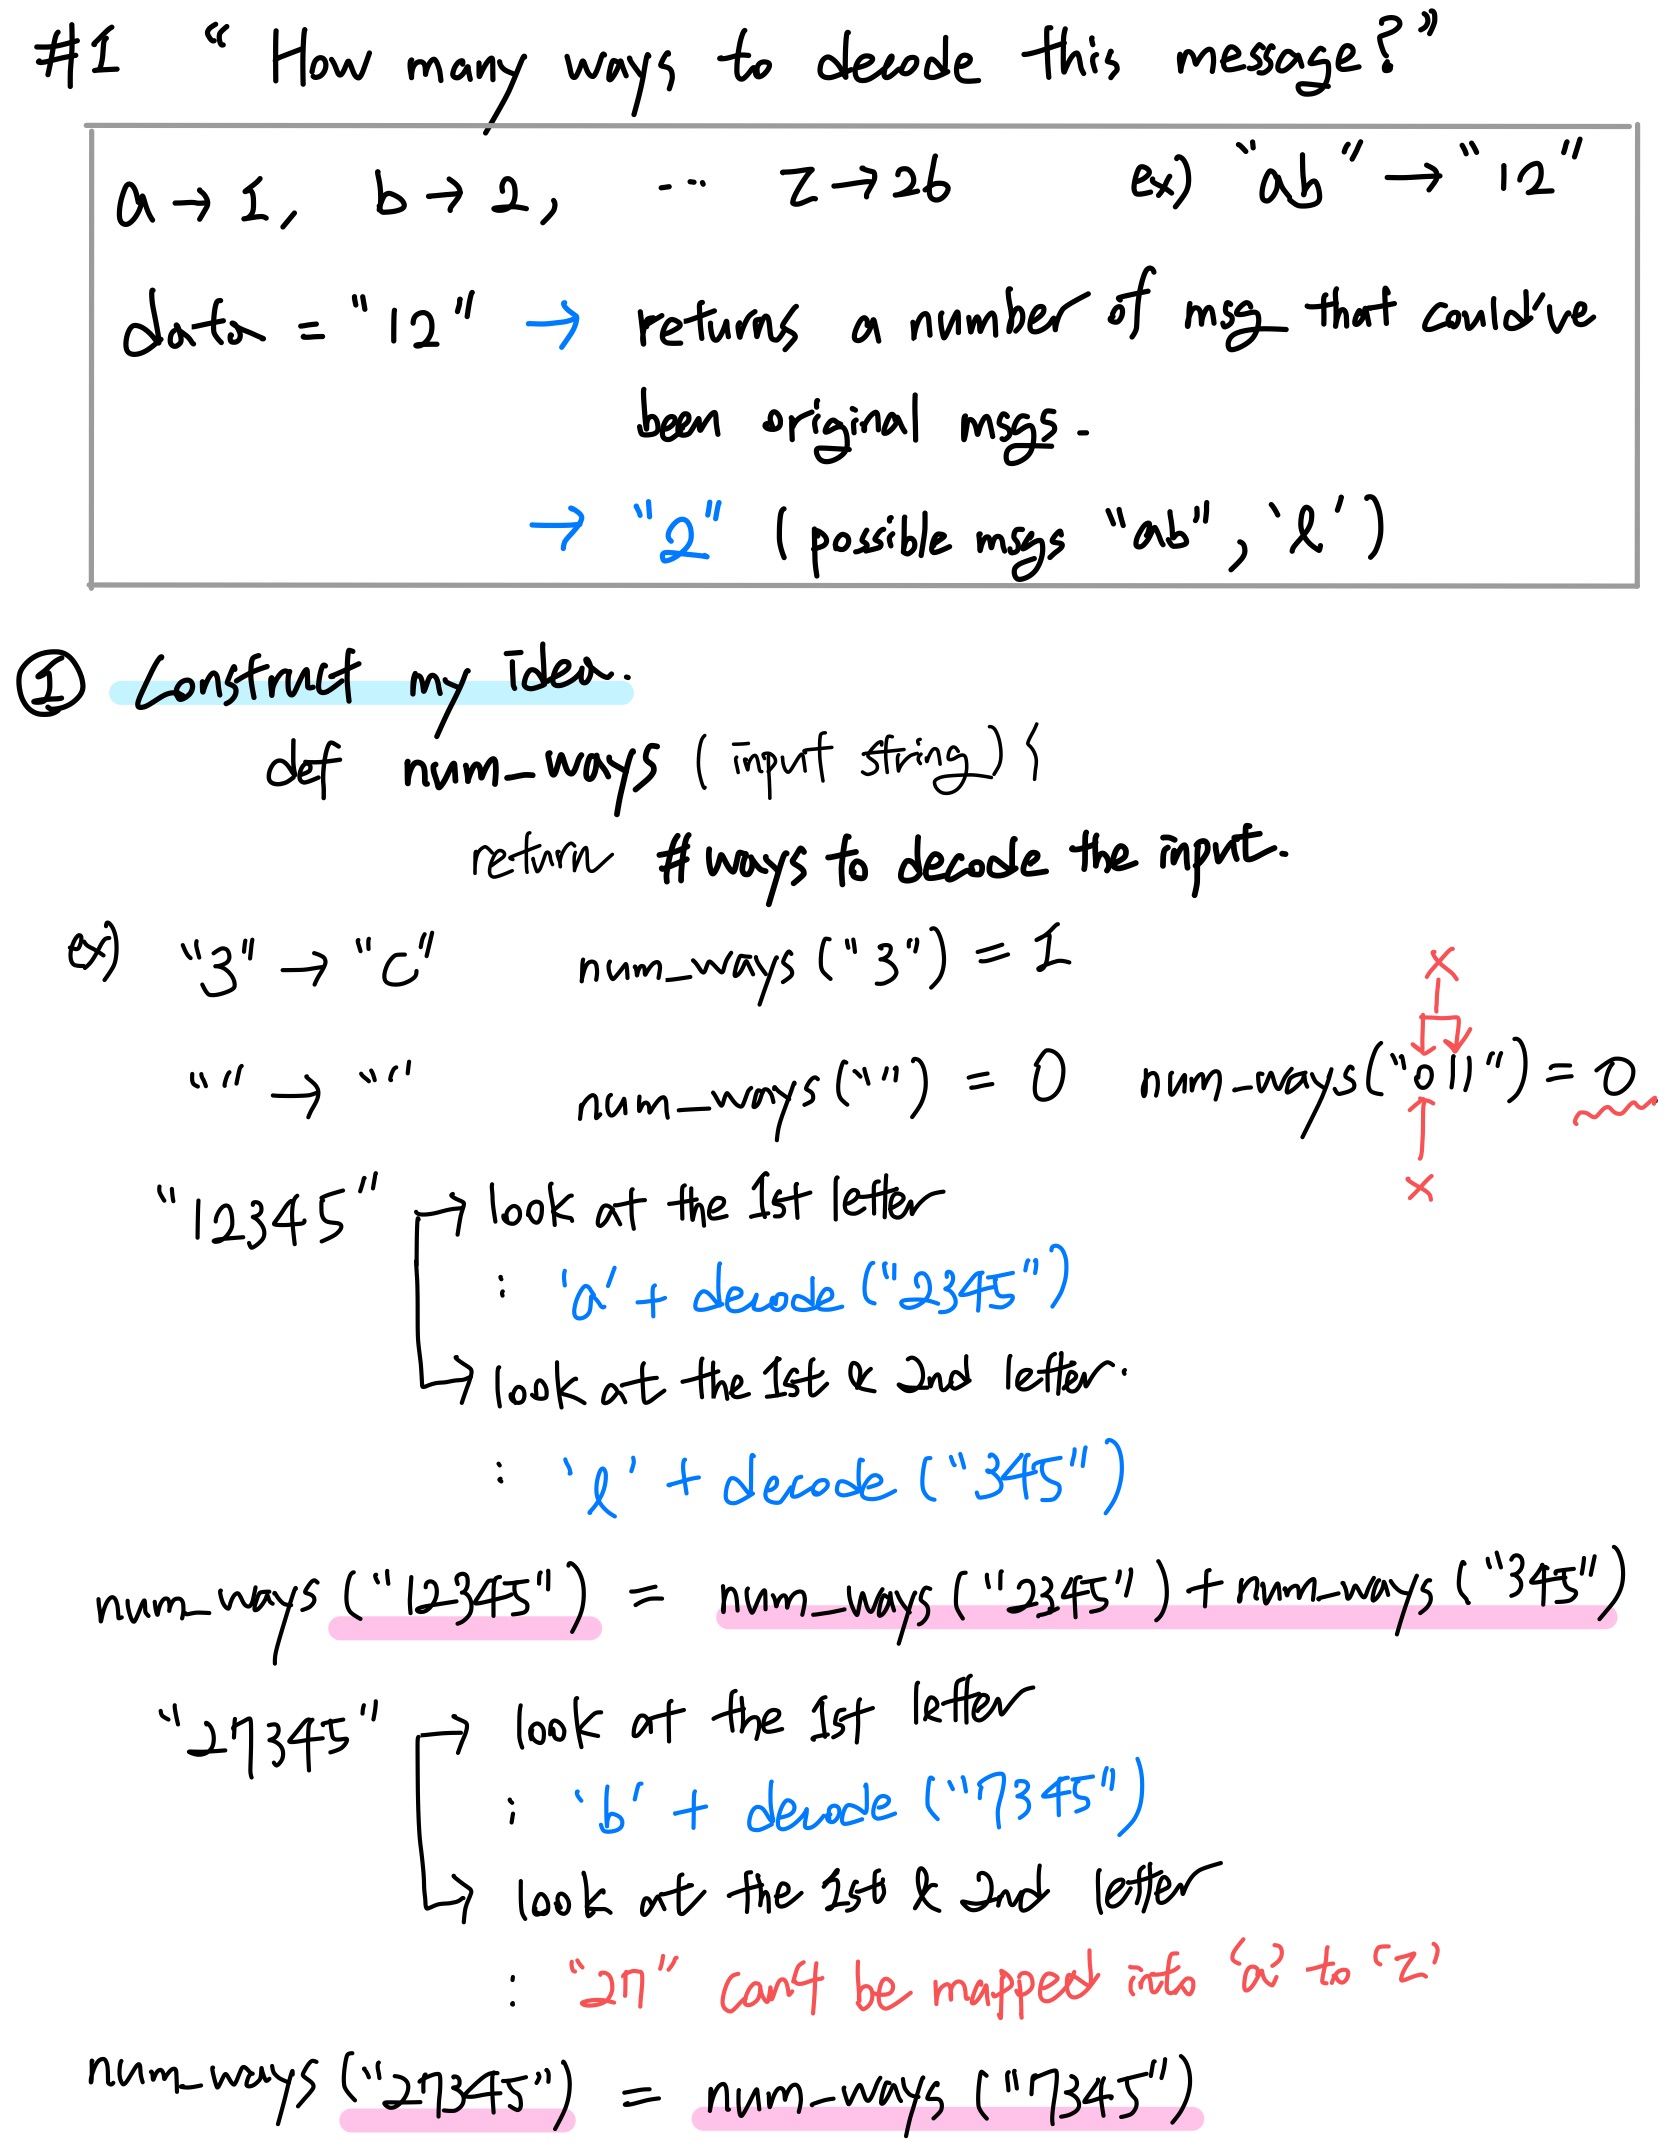 #1 “How many ways to decode this message?”
a → 1, b → 2, ... z → 26 ex) "ab" → "12"
data = "12" → returns a number of msg that could've
been original msgs.
→ "2" (possible msgs "ab", 'l')
① Construct my idea.
def num_ways (input string) {
return #ways to decode the input.
ex) "3" → "c" num_ways ("3") = 1
x
"" → "" num_ways ("") = 0 num_ways("011") = 0
x
"12345" → look at the 1st letter
: 'a' + decode ("2345")
→ look at the 1st & 2nd letter.
: 'l' + decode ("345")
num_ways ("12345") = num_ways ("2345") + num_ways ("345")
"27345" → look at the 1st letter
: 'b' + decode ("7345")
→ look at the 1st & 2nd letter
: "27" can't be mapped into 'a' to 'z'
num_ways ("27345") = num_ways ("7345")